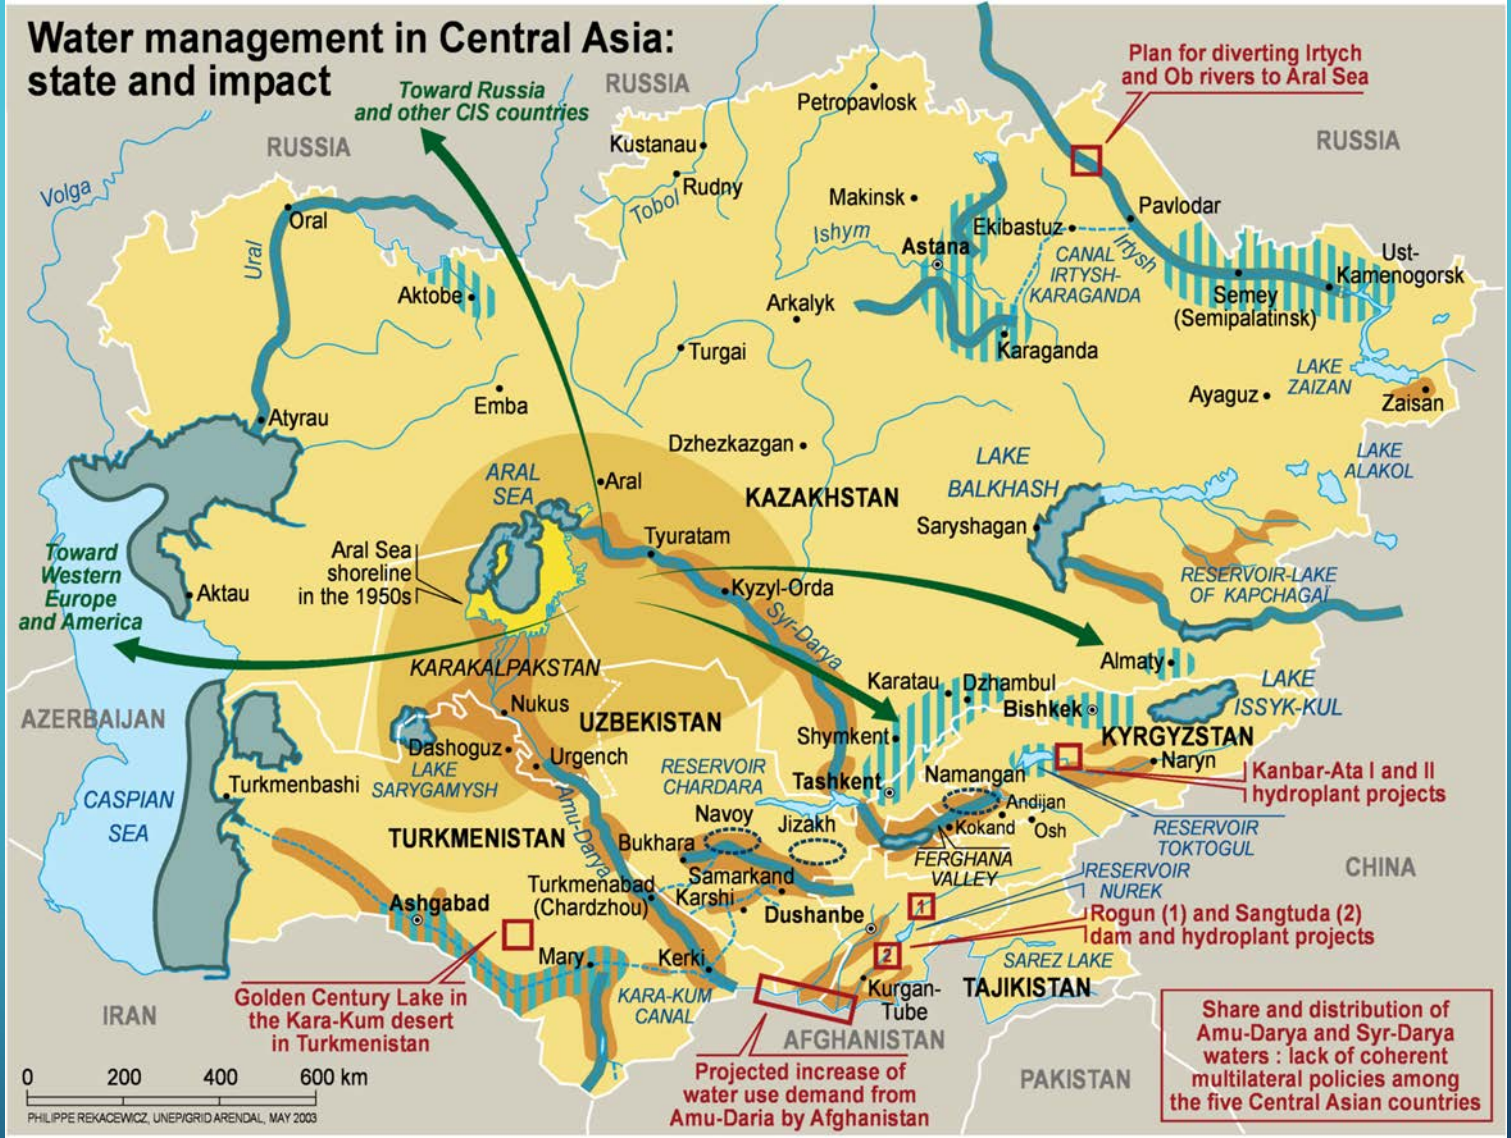 Water management in Central Asia:
state and impact
Toward Russia
and other CIS countries
RUSSIA
RUSSIA
RUSSIA
Plan for diverting Irtych
and Ob rivers to Aral Sea
Petropavlosk
Kustanau
Rudny
Tobol
Volga
Oral
Ural
Makinsk
Ishym
Ekibastuz
Pavlodar
Astana
CANAL
IRTYSH-
KARAGANDA
Irtysh
Ust-
Kamenogorsk
Semey
(Semipalatinsk)
Aktobe
Arkalyk
Karaganda
Turgai
LAKE
ZAIZAN
Ayaguz
Zaisan
Emba
Atyrau
Dzhezkazgan
LAKE
ALAKOL
LAKE
BALKHASH
ARAL
SEA
Aral
KAZAKHSTAN
Saryshagan
Tyuratam
Aral Sea
shoreline
in the 1950s
Toward
Western
Europe
and America
Aktau
Kyzyl-Orda
Syr-Darya
RESERVOIR-LAKE
OF KAPCHAGAÏ
KARAKALPAKSTAN
Almaty
Karatau
Dzhambul
Bishkek
LAKE
ISSYK-KUL
AZERBAIJAN
Nukus
UZBEKISTAN
Shymkent
KYRGYZSTAN
Dashoguz
Urgench
LAKE
SARYGAMYSH
RESERVOIR
CHARDARA
Tashkent
Namangan
Naryn
Kanbar-Ata I and II
hydroplant projects
Turkmenbashi
CASPIAN
SEA
Amu-Darya
Navoy
Jizakh
Andijan
Kokand
Osh
TURKMENISTAN
Bukhara
FERGHANA
VALLEY
RESERVOIR
TOKTOGUL
CHINA
Samarkand
Karshi
Turkmenabad
(Chardzhou)
RESERVOIR
NUREK
Ashgabad
Dushanbe
1
Rogun (1) and Sangtuda (2)
dam and hydroplant projects
Mary
Kerki
2
SAREZ LAKE
Kurgan-
Tube
TAJIKISTAN
KARA-KUM
CANAL
IRAN
Golden Century Lake in
the Kara-Kum desert
in Turkmenistan
AFGHANISTAN
PAKISTAN
Projected increase of
water use demand from
Amu-Daria by Afghanistan
Share and distribution of
Amu-Darya and Syr-Darya
waters : lack of coherent
multilateral policies among
the five Central Asian countries
0 200 400 600 km
PHILIPPE REKACEWICZ, UNEP/GRID ARENDAL, MAY 2003